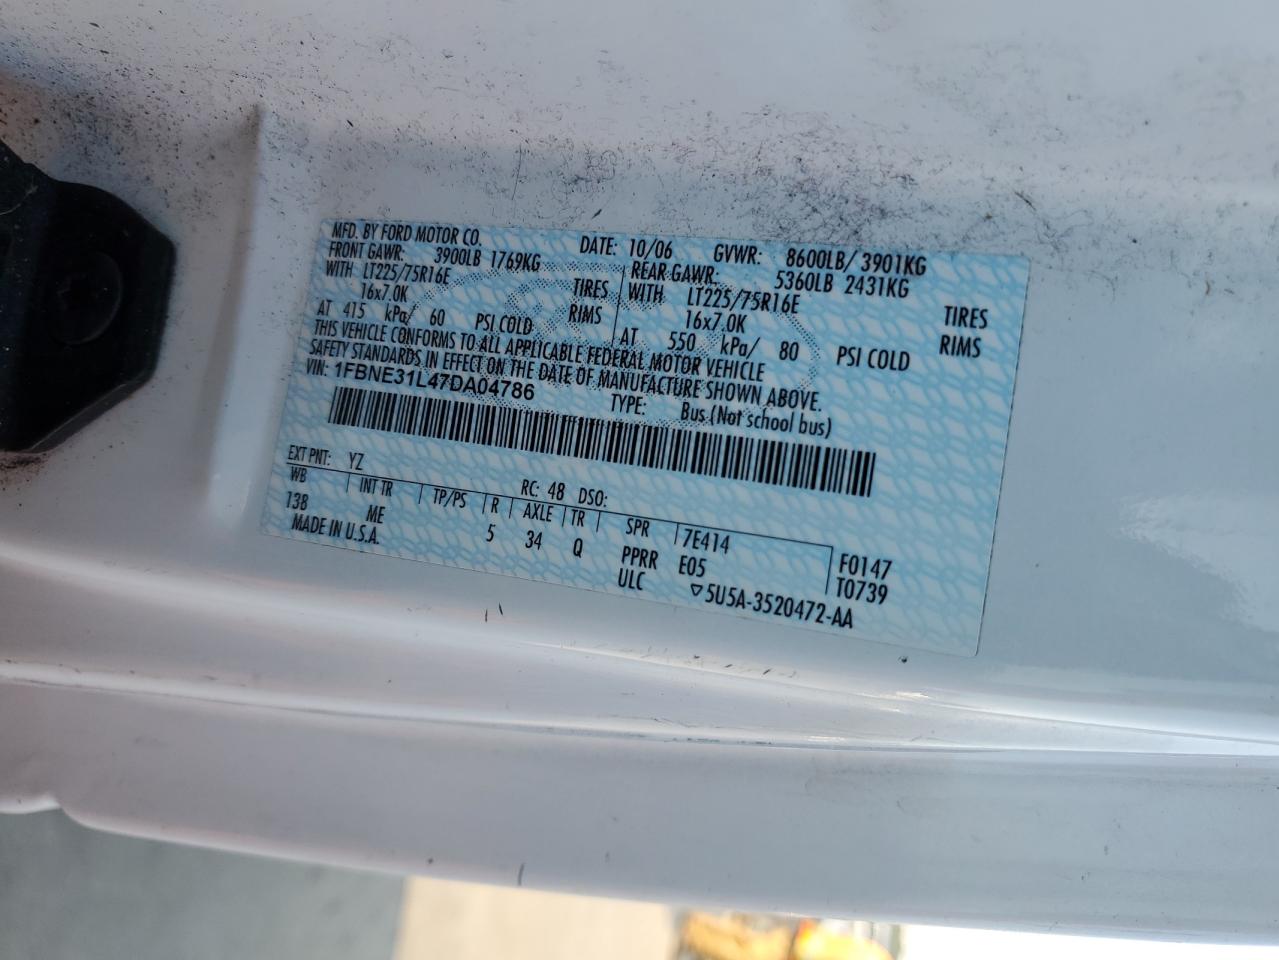 MFD. BY FORD MOTOR CO. DATE: 10/06 GVWR: 8600LB/3901KG
FRONT GAWR: 3900LB 1769KG REAR GAWR: 5360LB 2431KG
WITH LT225/75R16E TIRES WITH LT225/75R16E TIRES
16x7.0K RIMS 16x7.0K RIMS
AT 415 kPa/ 60 PSI COLD AT 550 kPa/ 80 PSI COLD
THIS VEHICLE CONFORMS TO ALL APPLICABLE FEDERAL MOTOR VEHICLE
SAFETY STANDARDS IN EFFECT ON THE DATE OF MANUFACTURE SHOWN ABOVE.
VIN: 1FBNE31L47DA04786 TYPE: Bus (Not school bus)
EXT PNT: YZ RC: 48 DSO:
WB INT TR TP/PS R AXLE TR SPR 7E414 F0147
138 ME 5 34 Q PPRR E05 T0739
MADE IN U.S.A. ULC ▽5U5A-3520472-AA